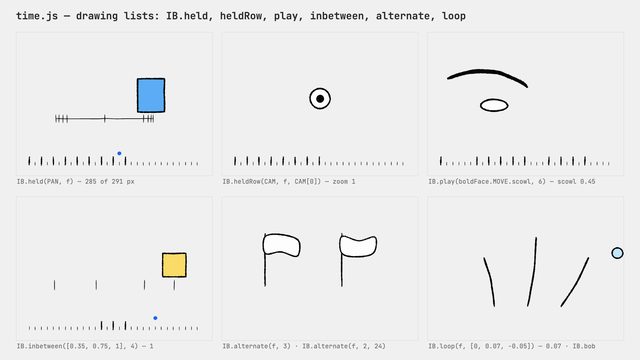 time.js — drawing lists: IB.held, heldRow, play, inbetween, alternate, loop
IB.held(PAN, f) — 285 of 291 px
IB.heldRow(CAM, f, CAM[0]) — zoom 1
IB.play(boldFace.MOVE.scowl, 6) — scowl 0.45
IB.inbetween([0.35, 0.75, 1], 4) — 1
IB.alternate(f, 3) · IB.alternate(f, 2, 24)
IB.loop(f, [0, 0.07, -0.05]) — 0.07 · IB.bob